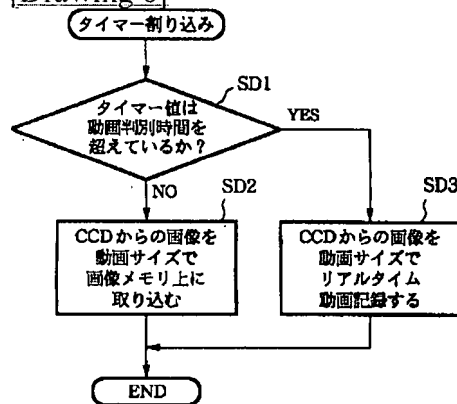 [Drawing 6]
タイマー割り込み
SD1
タイマー値は
動画判別時間を
超えているか？
YES
NO
SD2
CCDからの画像を
動画サイズで
画像メモリ上に
取り込む
SD3
CCDからの画像を
動画サイズで
リアルタイム
動画記録する
END